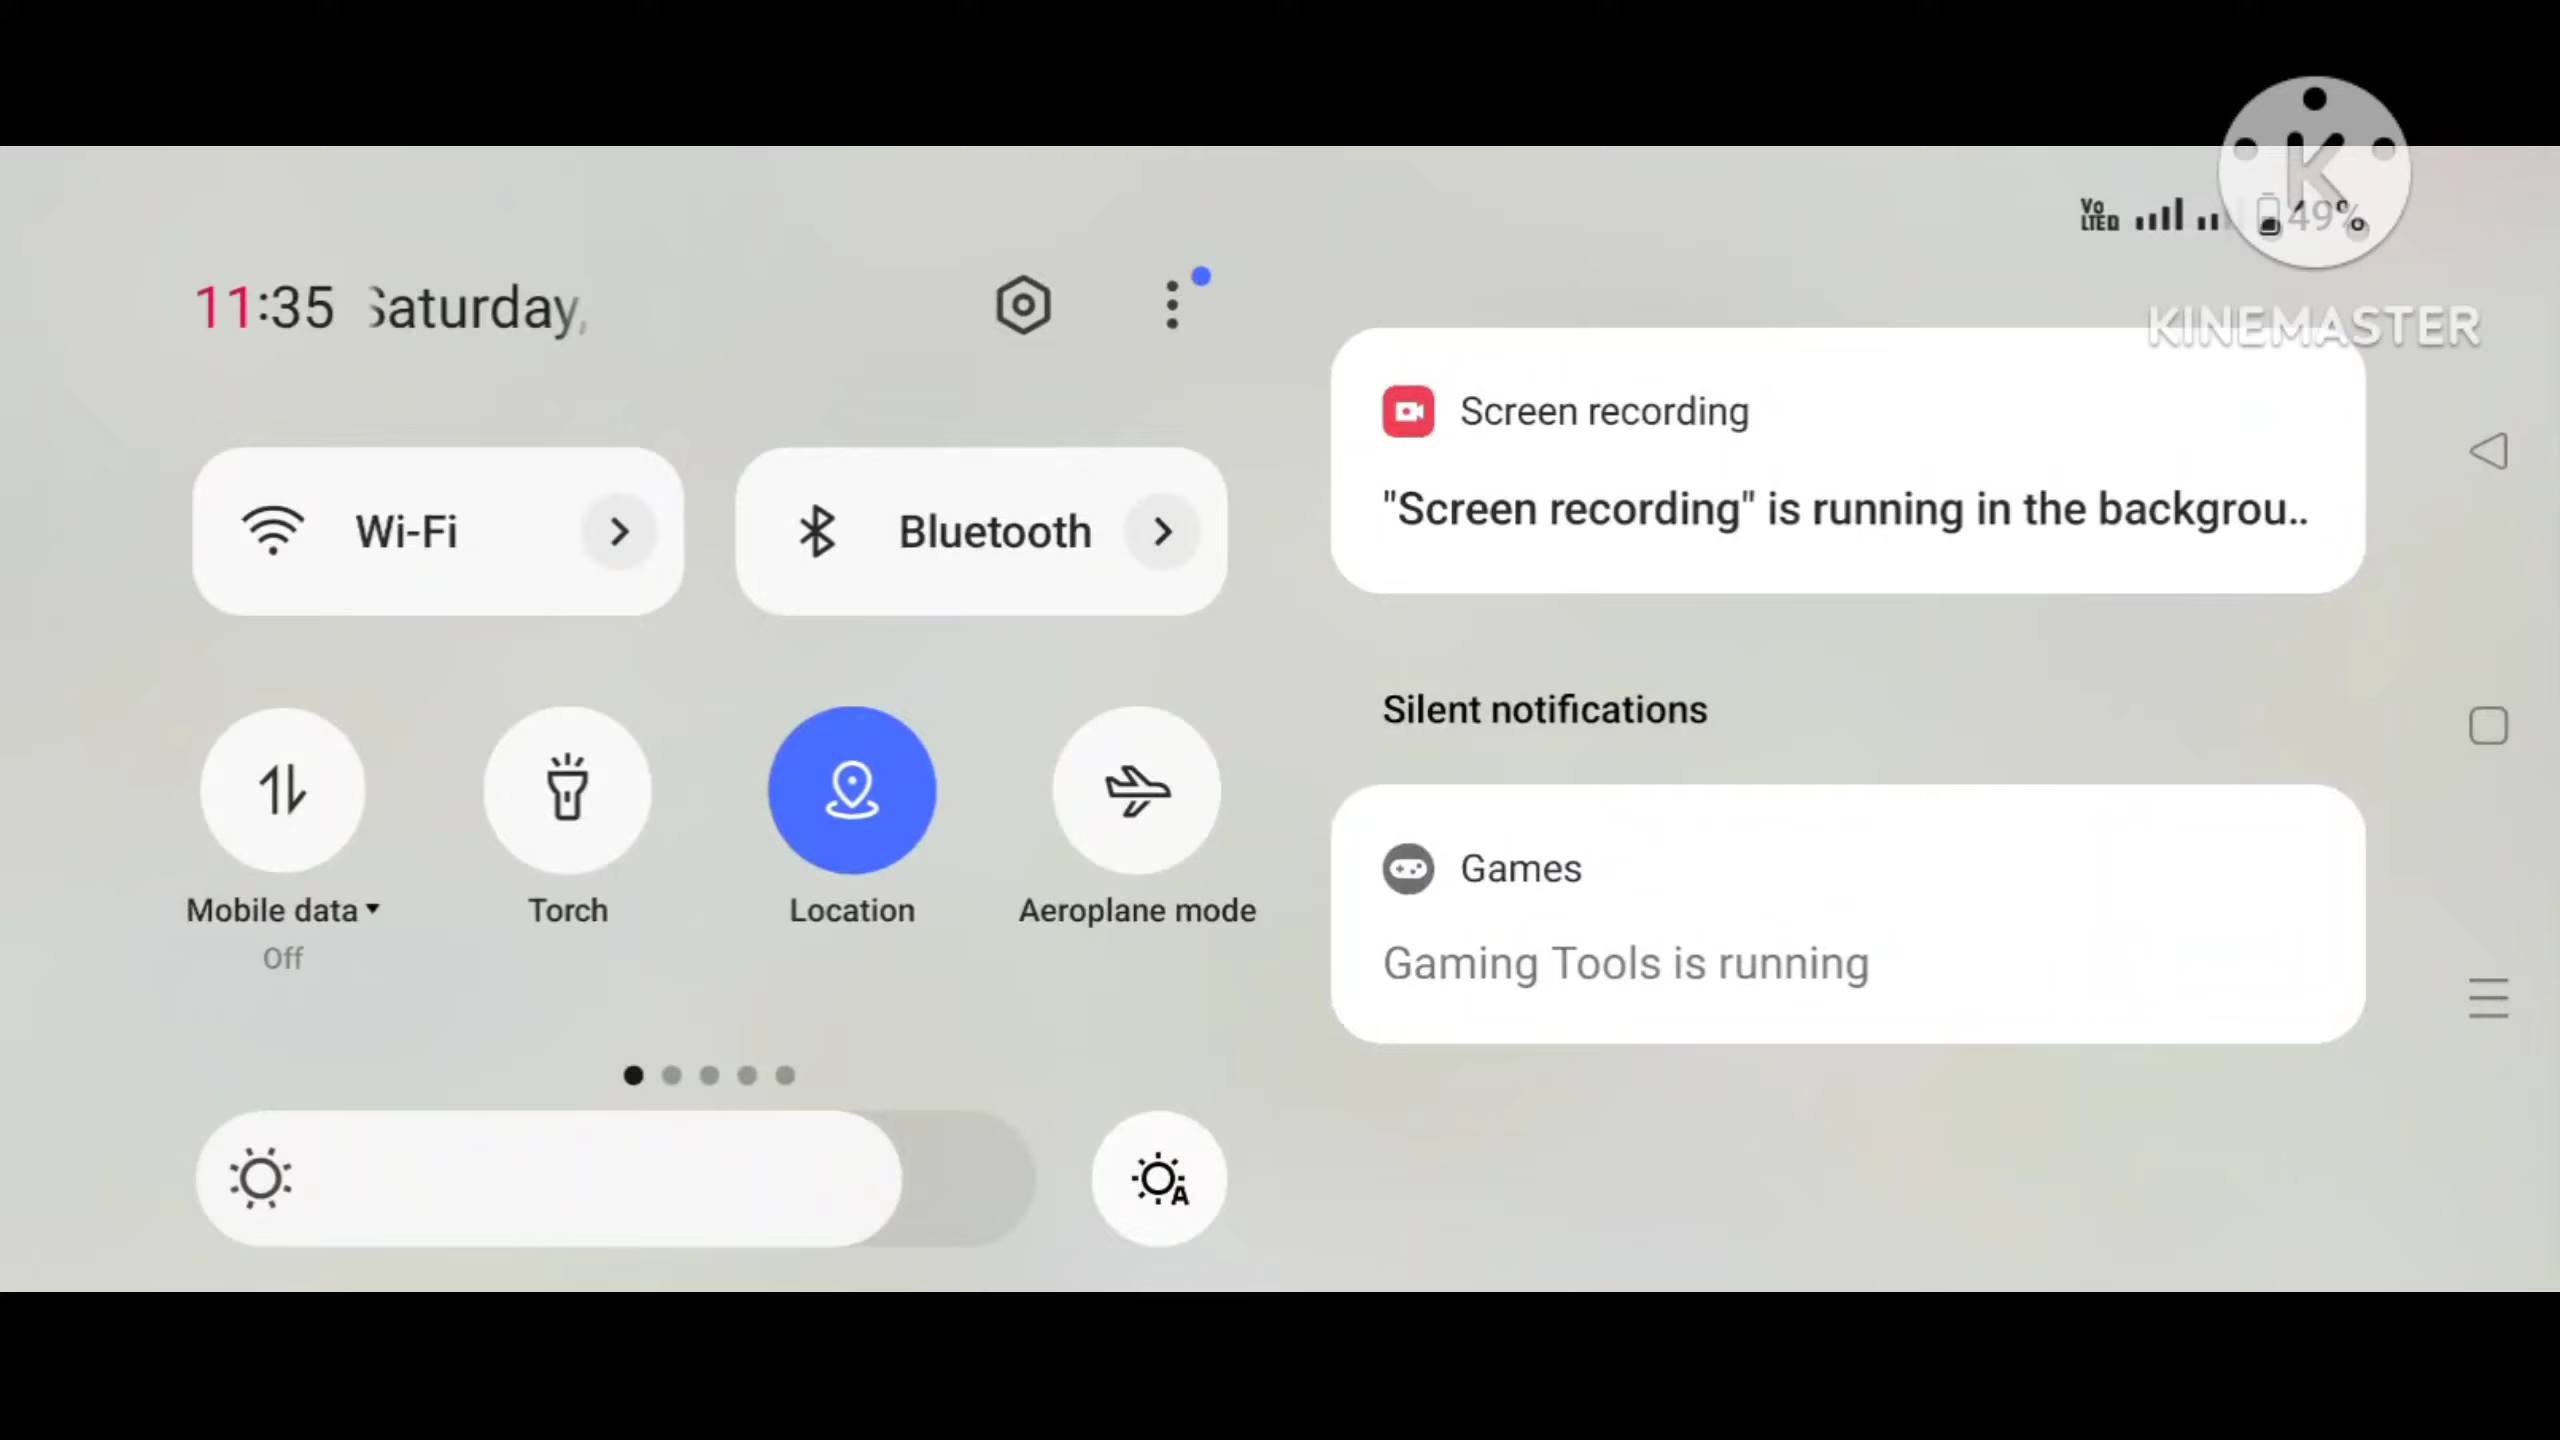 VoLTED 49%
KINEMASTER
11:35 Saturday,
Wi-Fi
Bluetooth
Mobile data
Off
Torch
Location
Aeroplane mode
Screen recording
"Screen recording" is running in the backgrou..
Silent notifications
Games
Gaming Tools is running